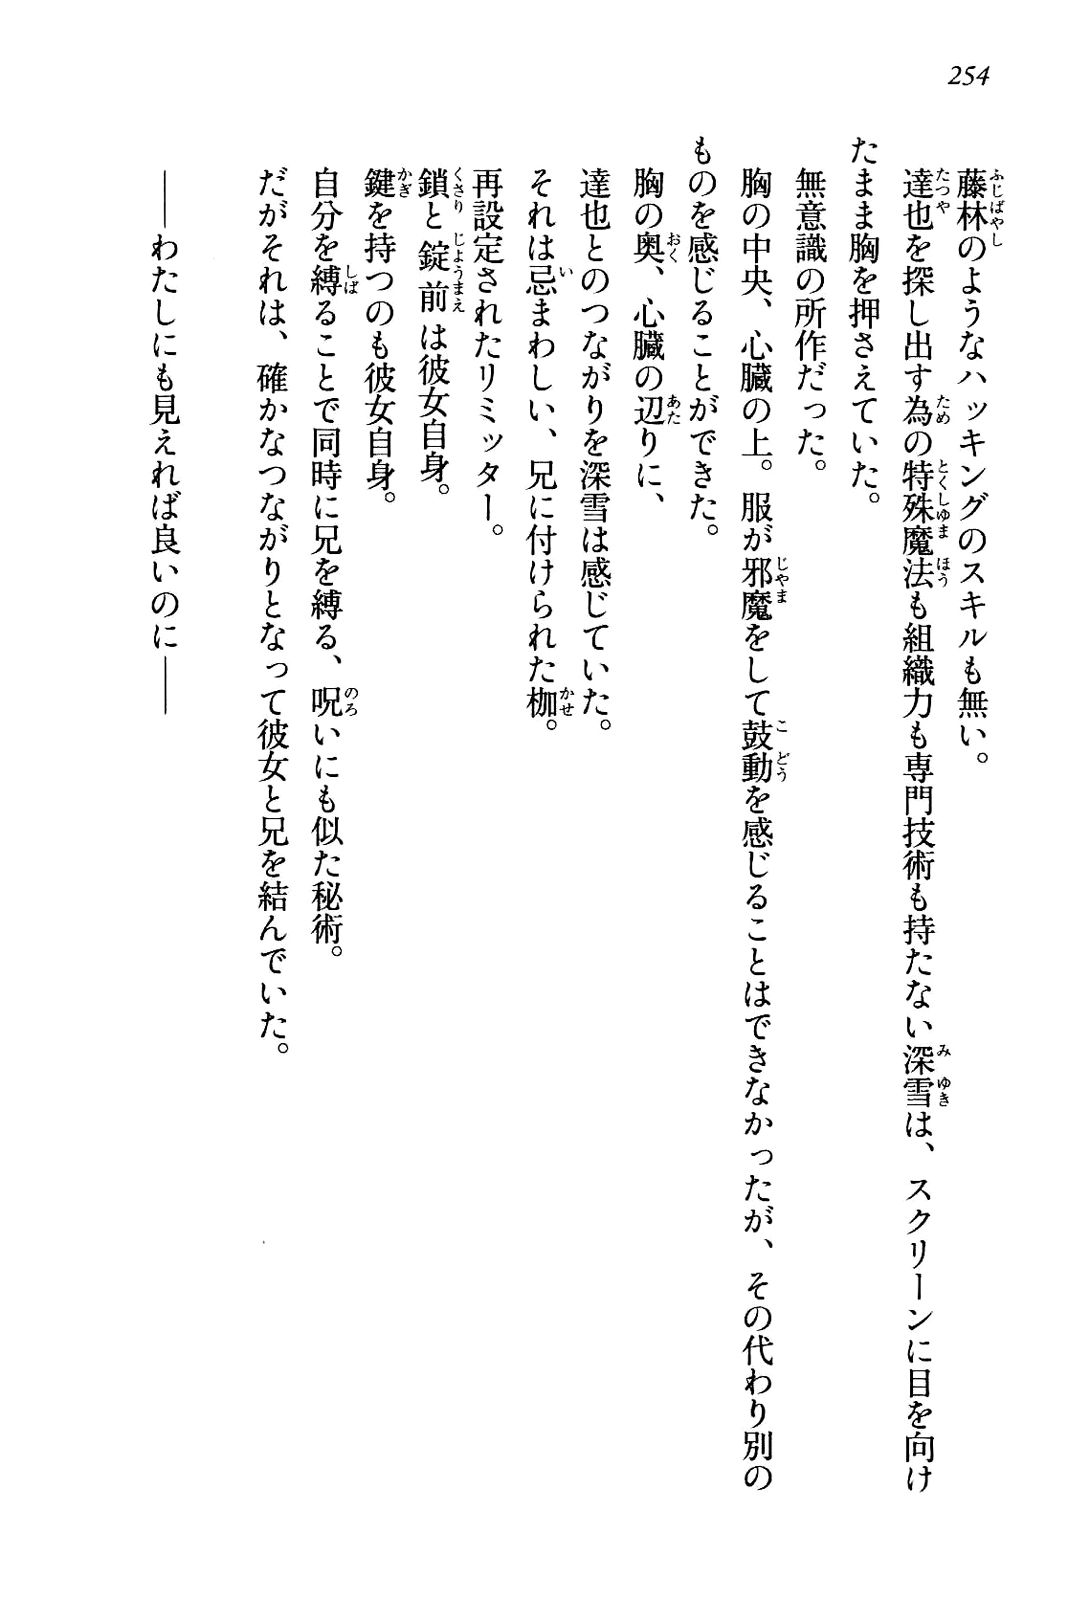 254
藤林のようなハッキングのスキルも無い。
達也を探し出す為の特殊魔法も組織力も専門技術も持たない深雪は、スクリーンに目を向け
たまま胸を押さえていた。
無意識の所作だった。
胸の中央、心臓の上。服が邪魔をして鼓動を感じることはできなかったが、その代わり別の
ものを感じることができた。
胸の奥、心臓の辺りに、
達也とのつながりを深雪は感じていた。
それは忌まわしい、兄に付けられた枷。
再設定されたリミッター。
鎖と錠前は彼女自身。
鍵を持つのも彼女自身。
自分を縛ることで同時に兄を縛る、呪いにも似た秘術。
だがそれは、確かなつながりとなって彼女と兄を結んでいた。
――わたしにも見えれば良いのに――